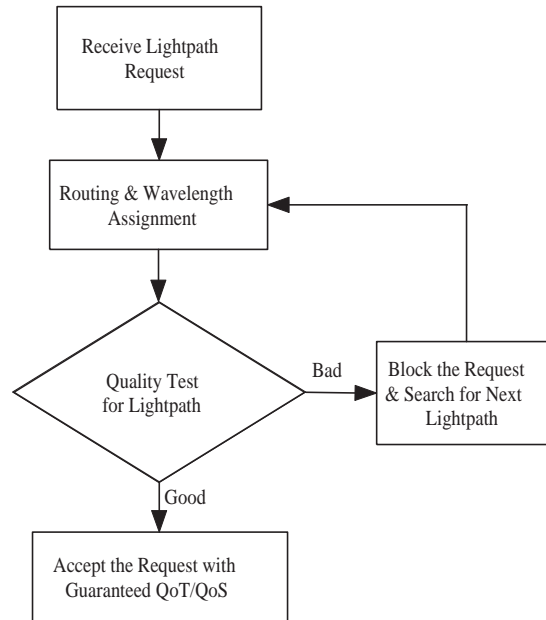 Receive Lightpath
Request
Routing & Wavelength
Assignment
Quality Test
for Lightpath
Bad
Block the Request
& Search for Next
Lightpath
Good
Accept the Request with
Guaranteed QoT/QoS